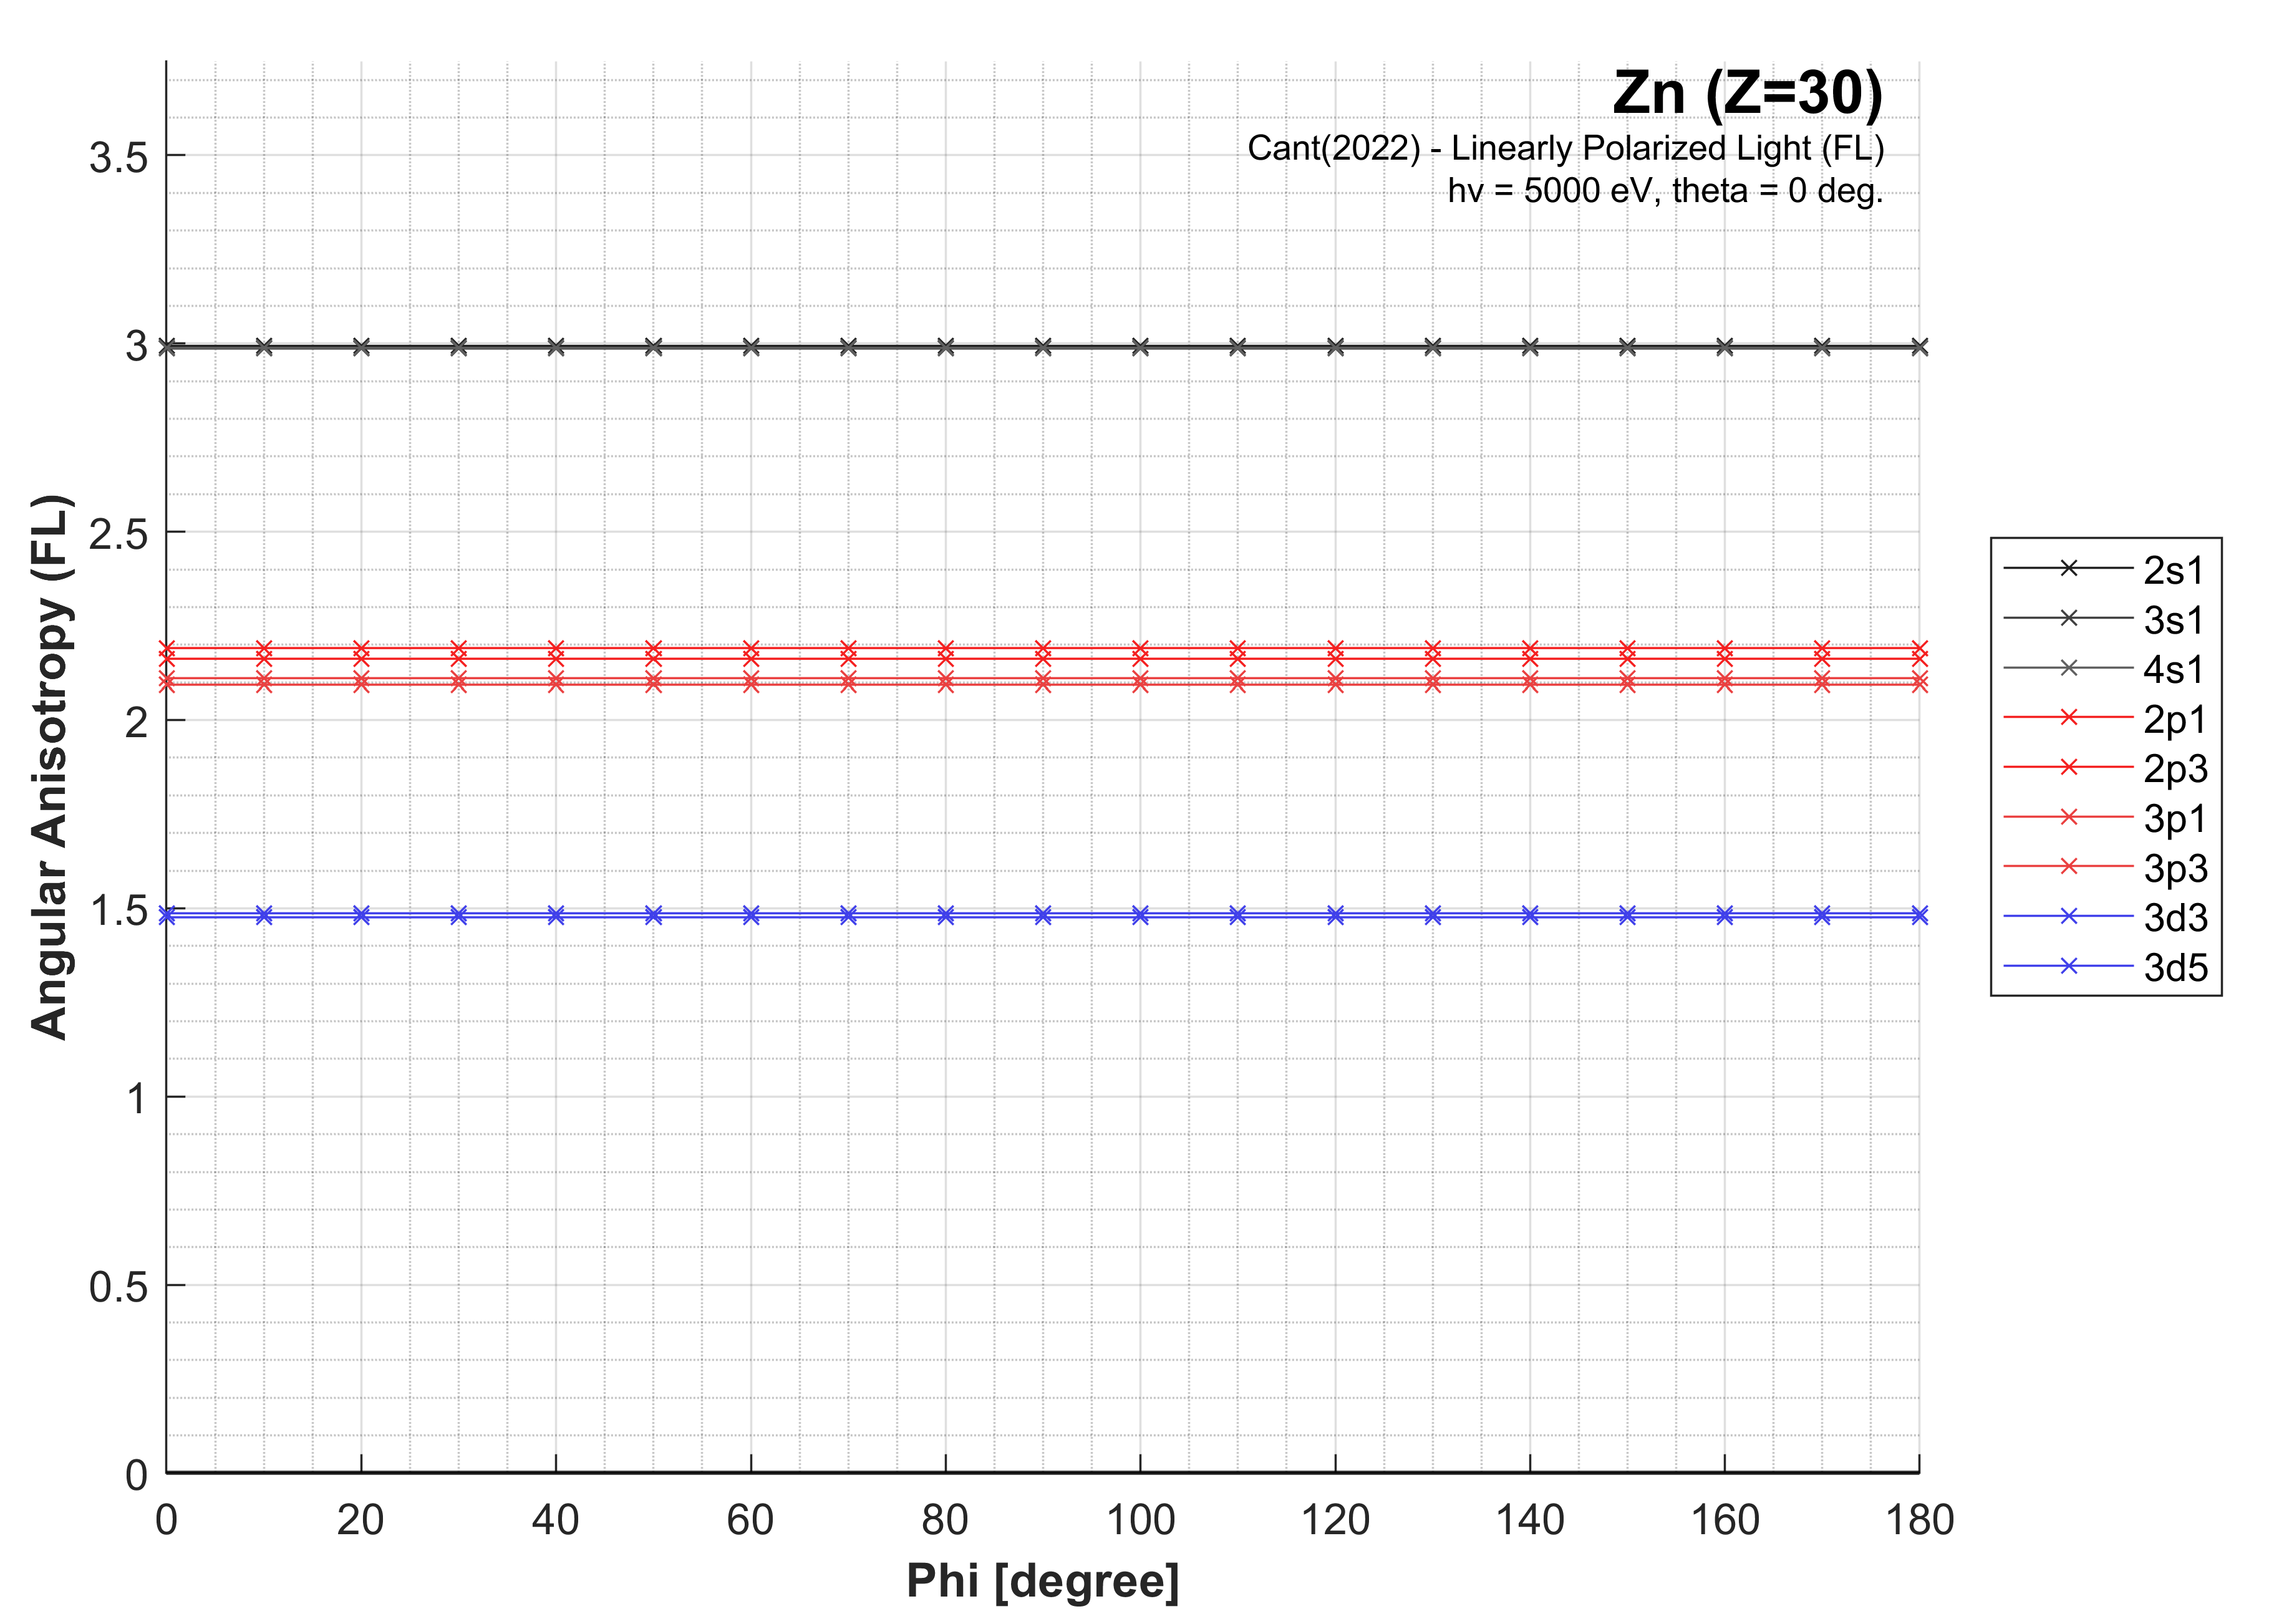 Zn (Z=30)
Cant(2022) - Linearly Polarized Light (FL)
hv = 5000 eV, theta = 0 deg.
Angular Anisotropy (FL)
3.5
3
2.5
2
1.5
1
0.5
0
0 20 40 60 80 100 120 140 160 180
Phi [degree]
2s1
3s1
4s1
2p1
2p3
3p1
3p3
3d3
3d5